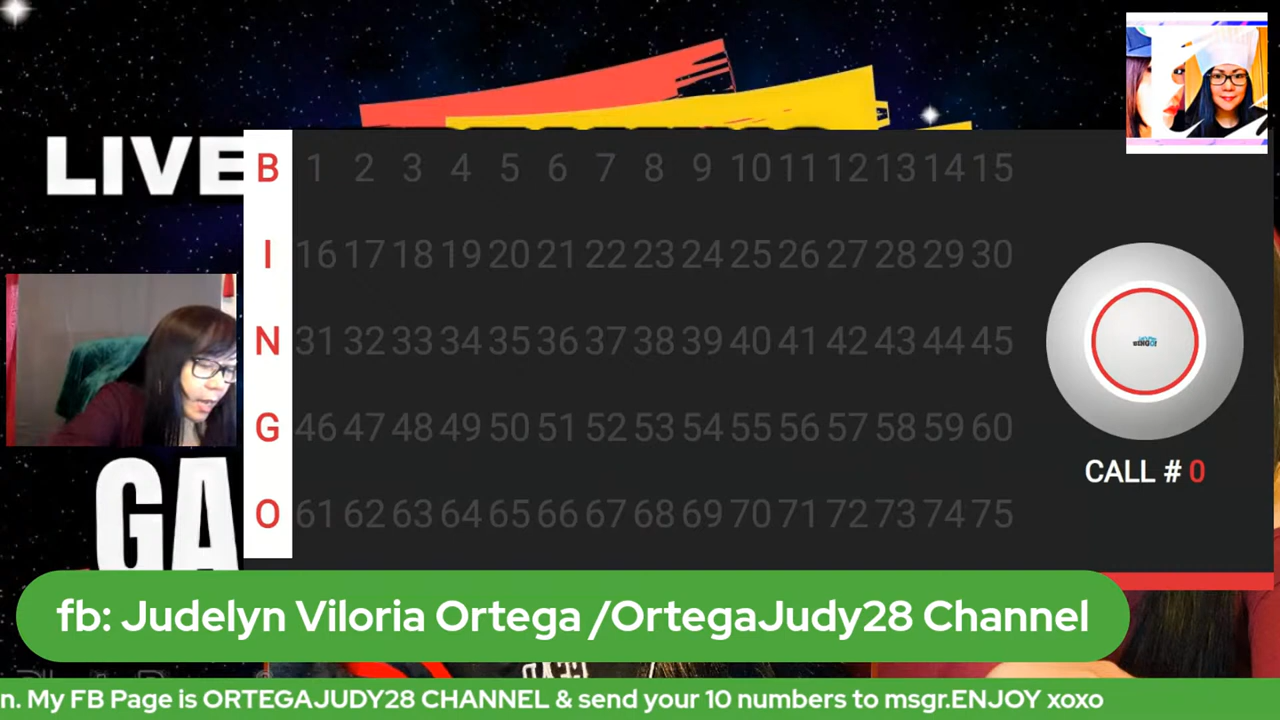 LIVE
B 1 2 3 4 5 6 7 8 9 10 11 12 13 14 15
I 16 17 18 19 20 21 22 23 24 25 26 27 28 29 30
N 31 32 33 34 35 36 37 38 39 40 41 42 43 44 45
G 46 47 48 49 50 51 52 53 54 55 56 57 58 59 60
O 61 62 63 64 65 66 67 68 69 70 71 72 73 74 75
CALL # 0
GA
fb: Judelyn Viloria Ortega /OrtegaJudy28 Channel
n. My FB Page is ORTEGAJUDY28 CHANNEL & send your 10 numbers to msgr.ENJOY xoxo